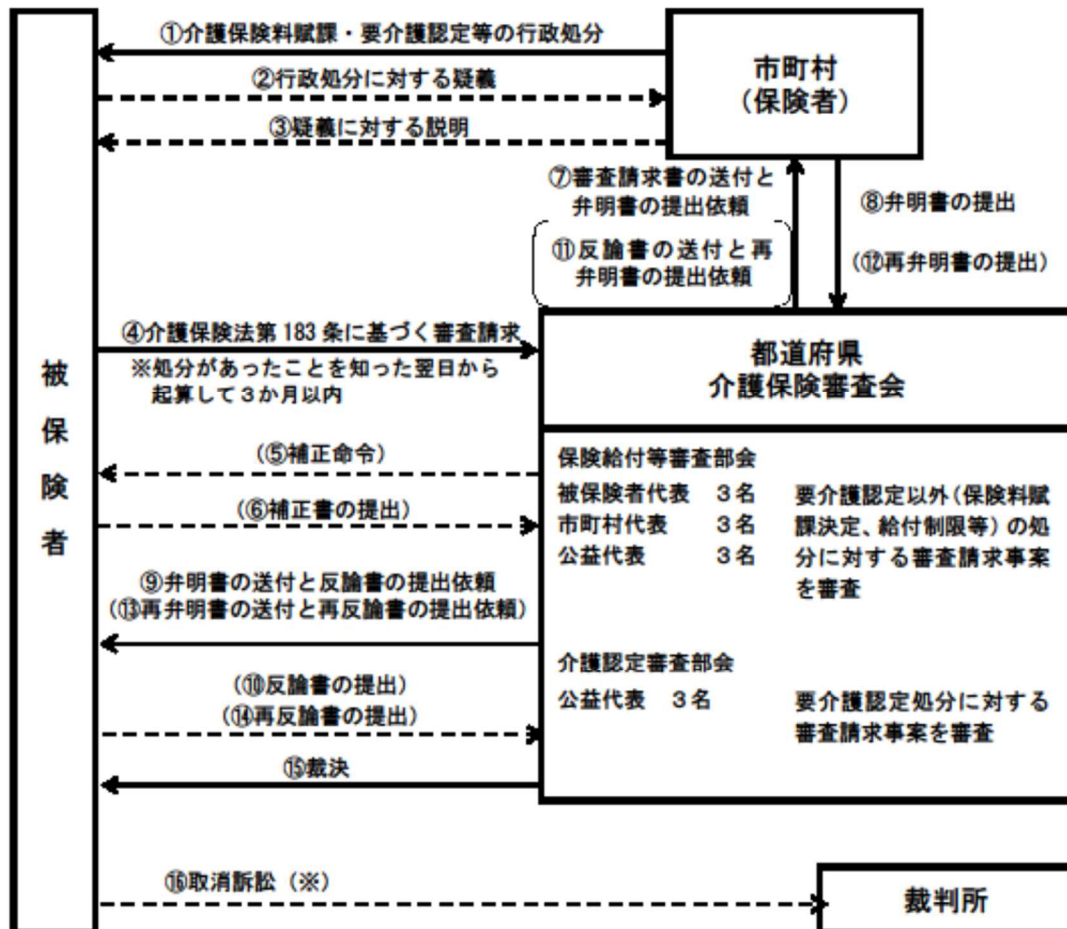 ①介護保険料賦課・要介護認定等の行政処分
②行政処分に対する疑義
③疑義に対する説明
市町村
（保険者）
⑦審査請求書の送付と
弁明書の提出依頼
⑪反論書の送付と再
弁明書の提出依頼
⑧弁明書の提出
（⑫再弁明書の提出）
被保険者
④介護保険法第 183 条に基づく審査請求
※処分があったことを知った翌日から
起算して３か月以内
（⑤補正命令）
（⑥補正書の提出）
⑨弁明書の送付と反論書の提出依頼
（⑬再弁明書の送付と再反論書の提出依頼）
（⑩反論書の提出）
（⑭再反論書の提出）
⑮裁決
都道府県
介護保険審査会
保険給付等審査部会
被保険者代表　３名
市町村代表　３名
公益代表　３名
要介護認定以外（保険料賦
課決定、給付制限等）の処
分に対する審査請求事案
を審査
介護認定審査部会
公益代表　３名
要介護認定処分に対する
審査請求事案を審査
⑯取消訴訟（※）
裁判所